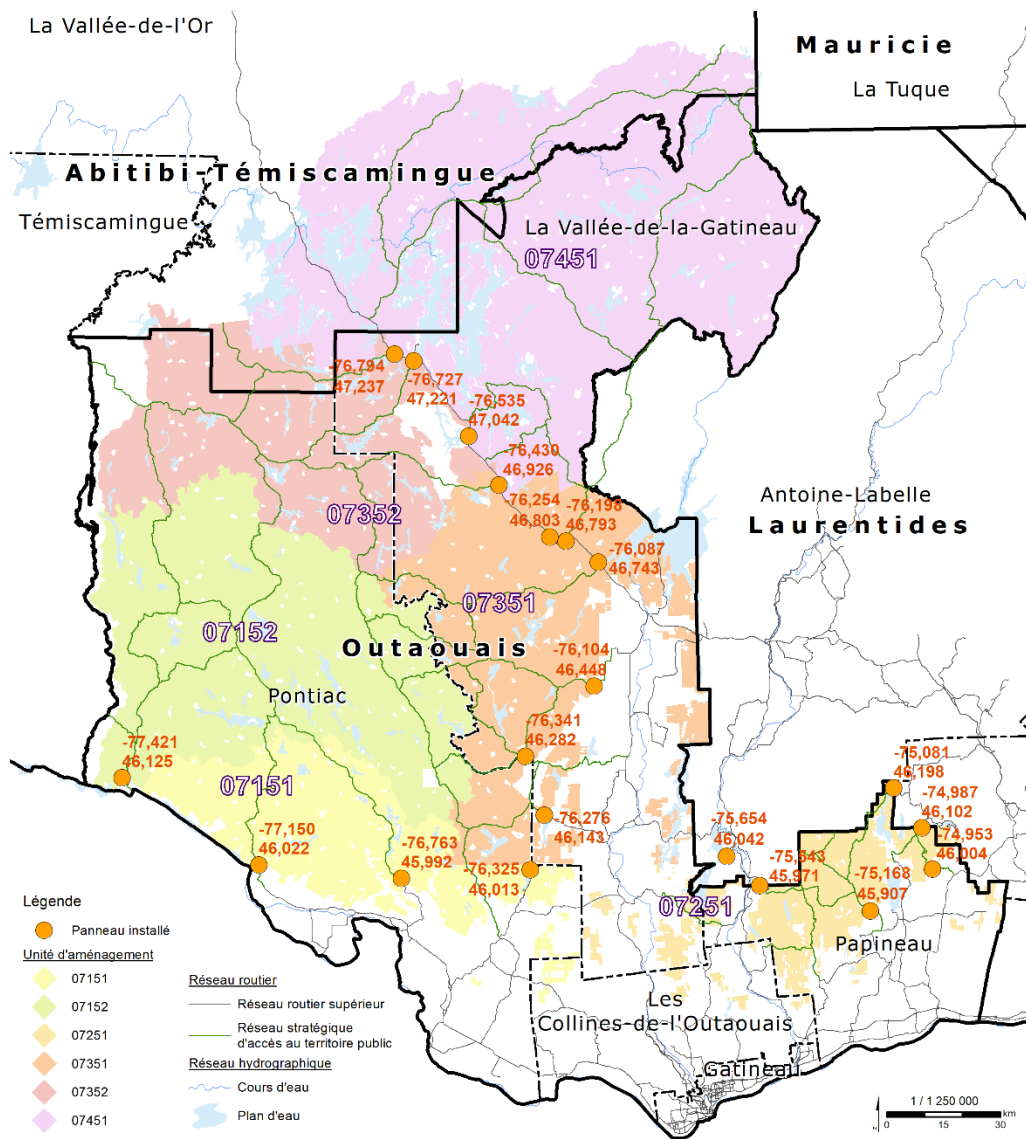 La Vallée-de-l'Or
Mauricie
La Tuque
Abitibi-Témiscamingue
Témiscamingue
La Vallée-de-la-Gatineau
07451
-76,794
47,237
-76,727
47,221
-76,535
47,042
-76,430
46,926
-76,254
46,803
-76,198
46,793
-76,087
46,743
Antoine-Labelle
Laurentides
07352
07351
07152
Outaouais
Pontiac
-76,104
46,448
-76,341
46,282
-77,421
46,125
07151
-77,150
46,022
-76,763
45,992
-76,276
46,143
-76,325
46,013
-75,654
46,042
-75,543
45,971
-75,081
46,198
-74,987
46,102
-74,953
46,004
-75,168
45,907
07251
Papineau
Les
Collines-de-l'Outaouais
Gatineau
Légende
Panneau installé
Unité d'aménagement
07151
07152
07251
07351
07352
07451
Réseau routier
Réseau routier supérieur
Réseau stratégique
d'accès au territoire public
Réseau hydrographique
Cours d'eau
Plan d'eau
1 / 1 250 000
0 15 30
km